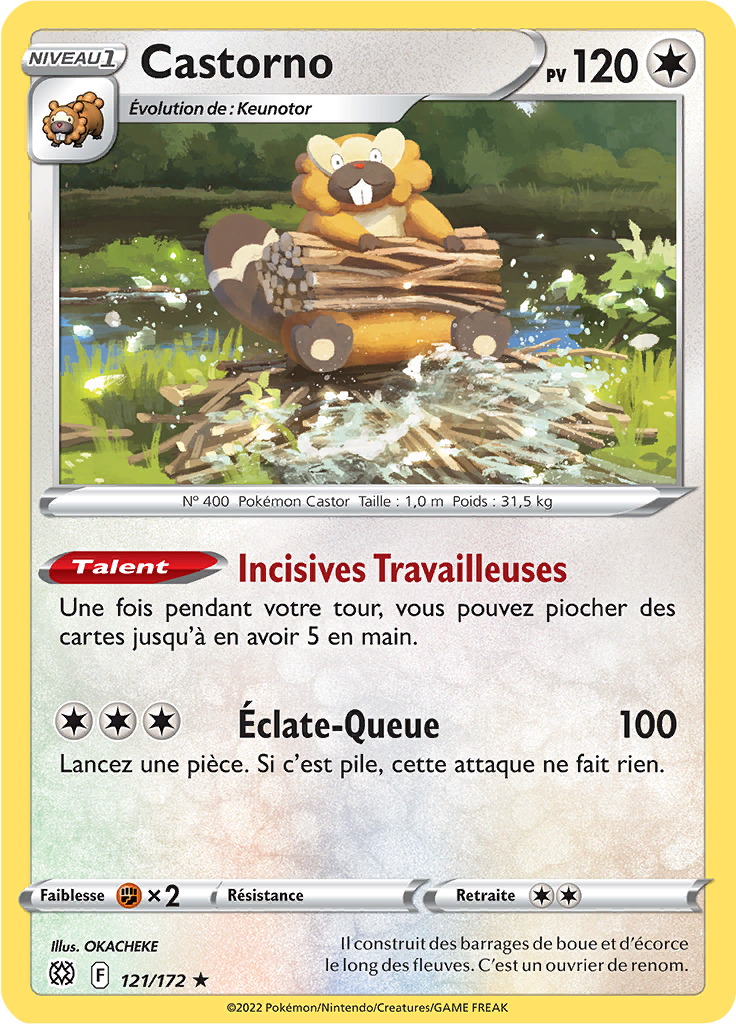 NIVEAU 1
Castorno
PV 120
Évolution de : Keunotor
Nº 400 Pokémon Castor Taille : 1,0 m Poids : 31,5 kg
Talent Incisives Travailleuses
Une fois pendant votre tour, vous pouvez piocher des
cartes jusqu’à en avoir 5 en main.
Éclate-Queue 100
Lancez une pièce. Si c’est pile, cette attaque ne fait rien.
Faiblesse ×2 Résistance Retraite
Illus. OKACHEKE
Il construit des barrages de boue et d’écorce
le long des fleuves. C’est un ouvrier de renom.
F 121/172 ★
©2022 Pokémon/Nintendo/Creatures/GAME FREAK